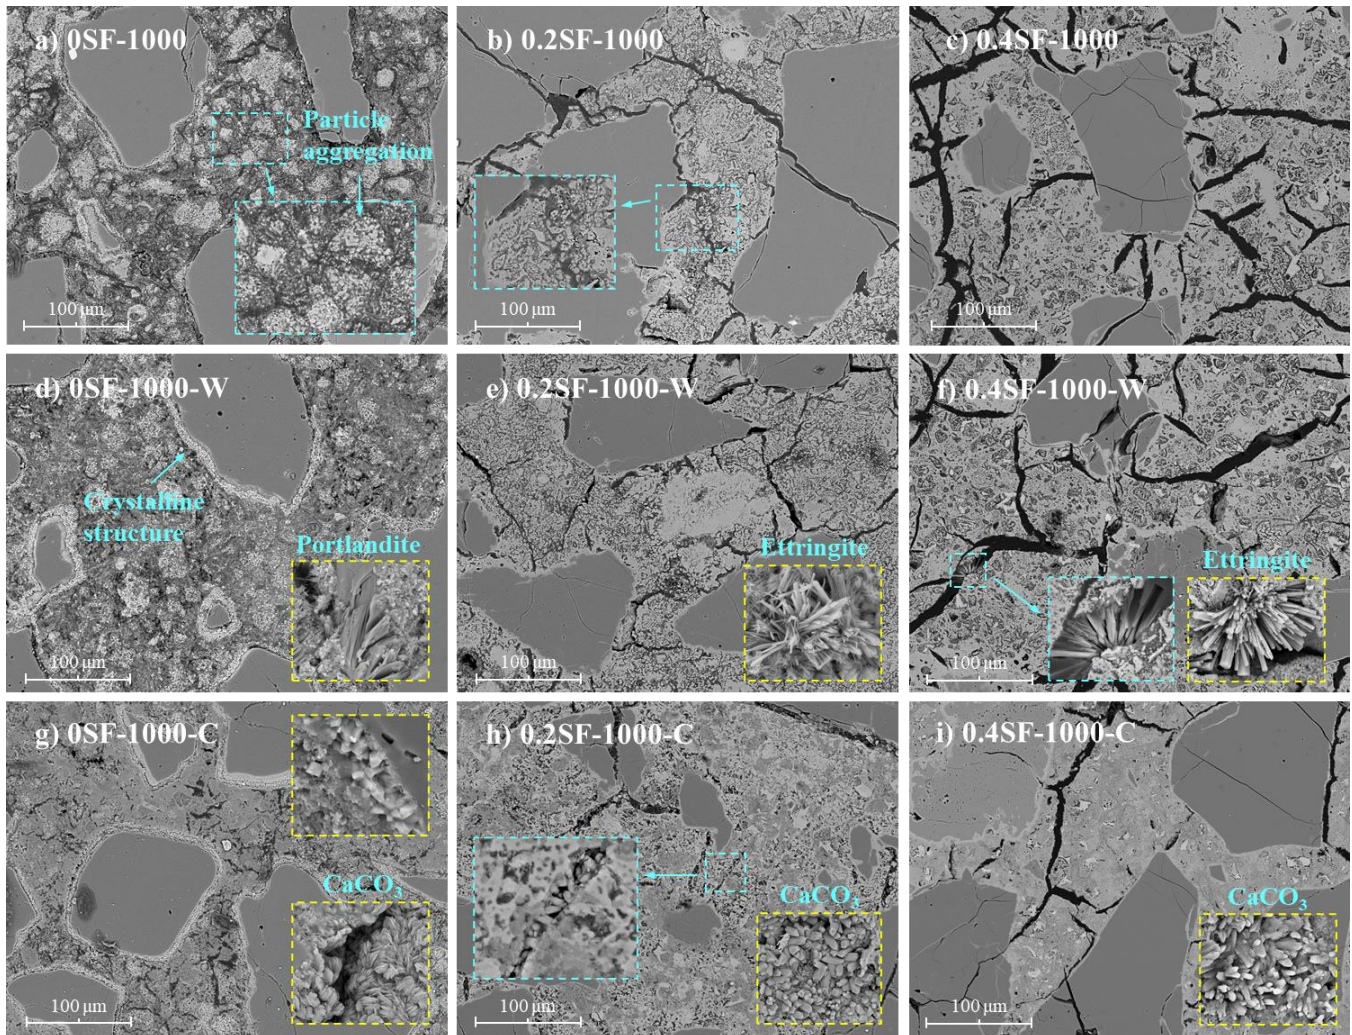 a) 0SF-1000
Particle
aggregation
100 μm
b) 0.2SF-1000
100 μm
c) 0.4SF-1000
100 μm
d) 0SF-1000-W
Crystalline
structure
Portlandite
100 μm
e) 0.2SF-1000-W
Ettringite
100 μm
f) 0.4SF-1000-W
Ettringite
100 μm
g) 0SF-1000-C
CaCO₃
100 μm
h) 0.2SF-1000-C
CaCO₃
100 μm
i) 0.4SF-1000-C
CaCO₃
100 μm